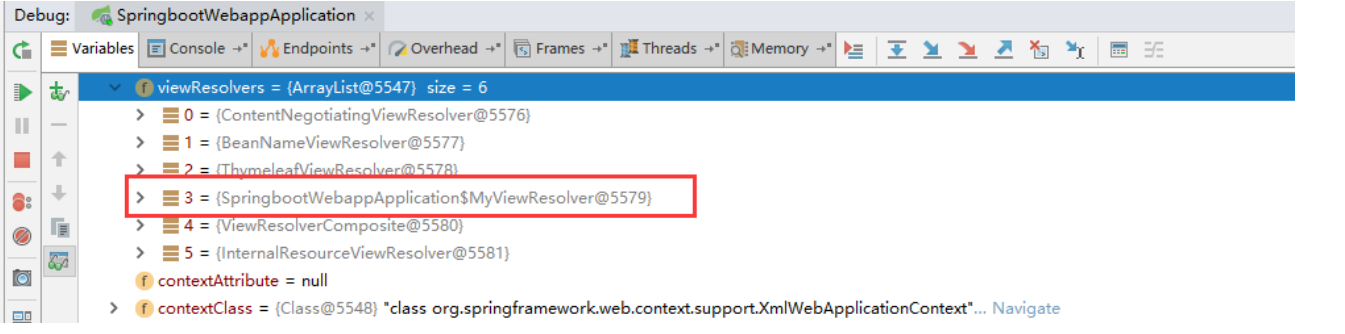 Debug: SpringbootWebappApplication ×
Variables Console →" Endpoints →" Overhead →" Frames →" Threads →" Memory →"
f viewResolvers = {ArrayList@5547} size = 6
0 = {ContentNegotiatingViewResolver@5576}
1 = {BeanNameViewResolver@5577}
2 = {ThymeleafViewResolver@5578}
3 = {SpringbootWebappApplication$MyViewResolver@5579}
4 = {ViewResolverComposite@5580}
5 = {InternalResourceViewResolver@5581}
f contextAttribute = null
f contextClass = {Class@5548} "class org.springframework.web.context.support.XmlWebApplicationContext"... Navigate